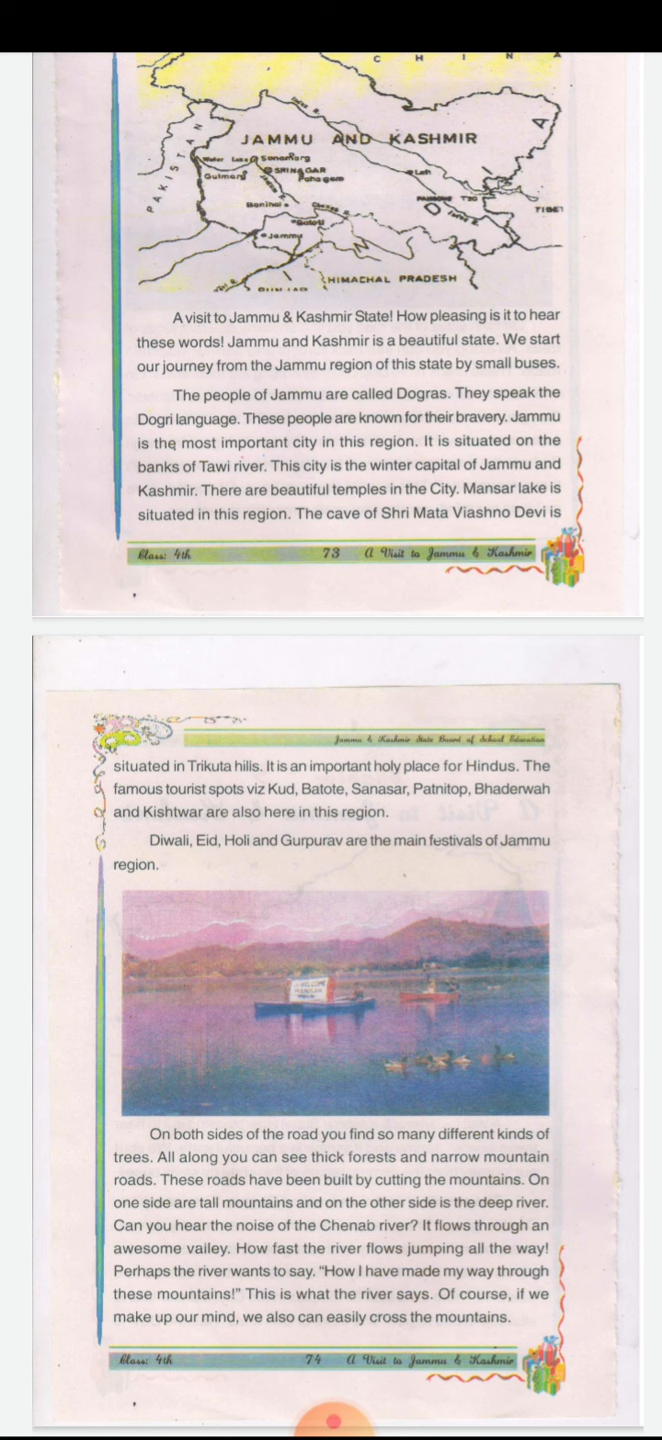 C H I N A
JAMMU AND KASHMIR
PAKISTAN
Sonamarg
SRINAGAR
Gulmarg
Pahagam
Leh
Banihal
TIBET
Batote
Jammu
HIMACHAL PRADESH
A visit to Jammu & Kashmir State! How pleasing is it to hear
these words! Jammu and Kashmir is a beautiful state. We start
our journey from the Jammu region of this state by small buses.
The people of Jammu are called Dogras. They speak the
Dogri language. These people are known for their bravery. Jammu
is the most important city in this region. It is situated on the
banks of Tawi river. This city is the winter capital of Jammu and
Kashmir. There are beautiful temples in the City. Mansar lake is
situated in this region. The cave of Shri Mata Viashno Devi is
Class: 4th 73 A Visit to Jammu & Kashmir
Jammu & Kashmir State Board of School Education
situated in Trikuta hills. It is an important holy place for Hindus. The
famous tourist spots viz Kud, Batote, Sanasar, Patnitop, Bhaderwah
and Kishtwar are also here in this region.
Diwali, Eid, Holi and Gurpurav are the main festivals of Jammu
region.
WELCOME
On both sides of the road you find so many different kinds of
trees. All along you can see thick forests and narrow mountain
roads. These roads have been built by cutting the mountains. On
one side are tall mountains and on the other side is the deep river.
Can you hear the noise of the Chenab river? It flows through an
awesome vailey. How fast the river flows jumping all the way!
Perhaps the river wants to say. “How I have made my way through
these mountains!” This is what the river says. Of course, if we
make up our mind, we also can easily cross the mountains.
Class: 4th 74 A Visit to Jammu & Kashmir